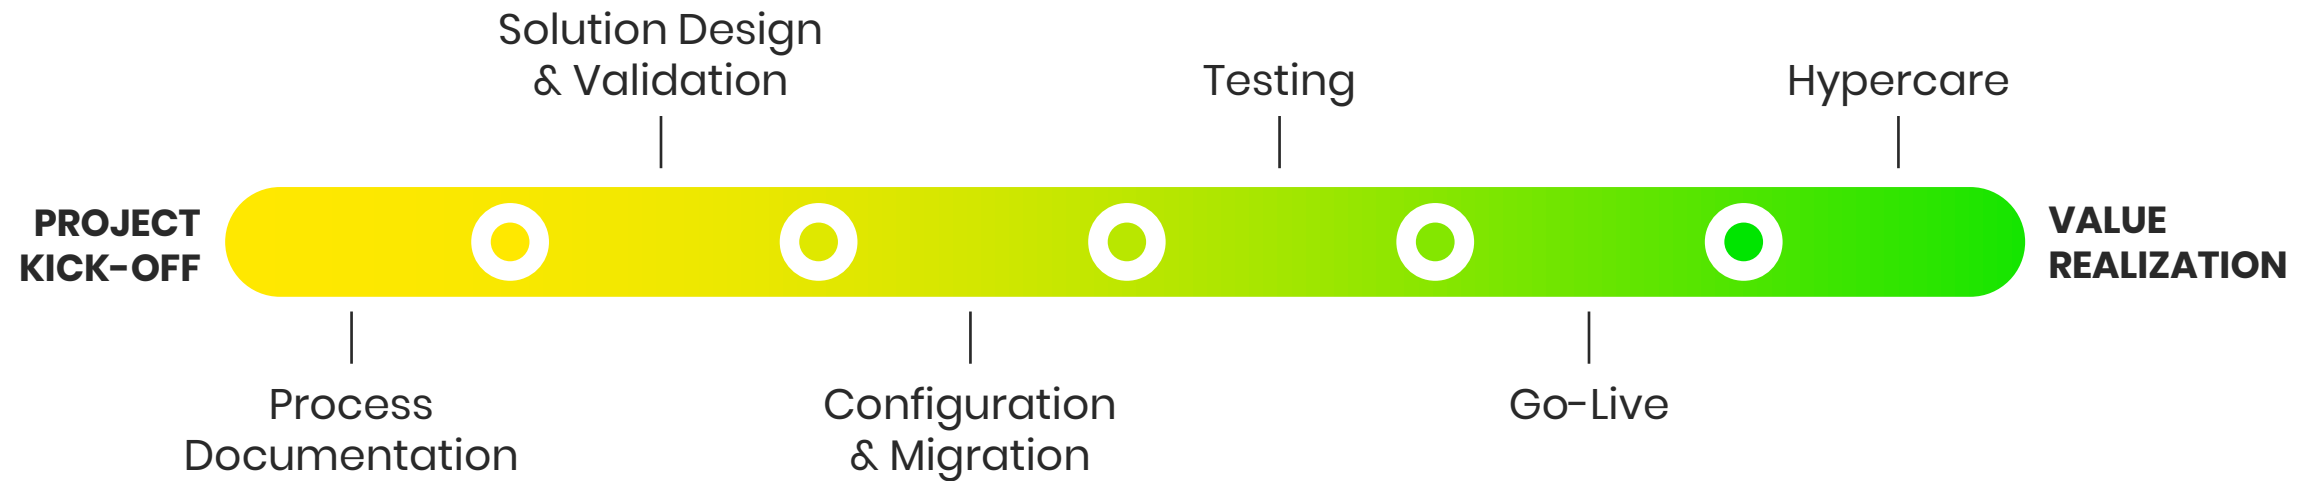 Solution Design
& Validation
Testing
Hypercare
PROJECT
KICK-OFF
VALUE
REALIZATION
Process
Documentation
Configuration
& Migration
Go-Live